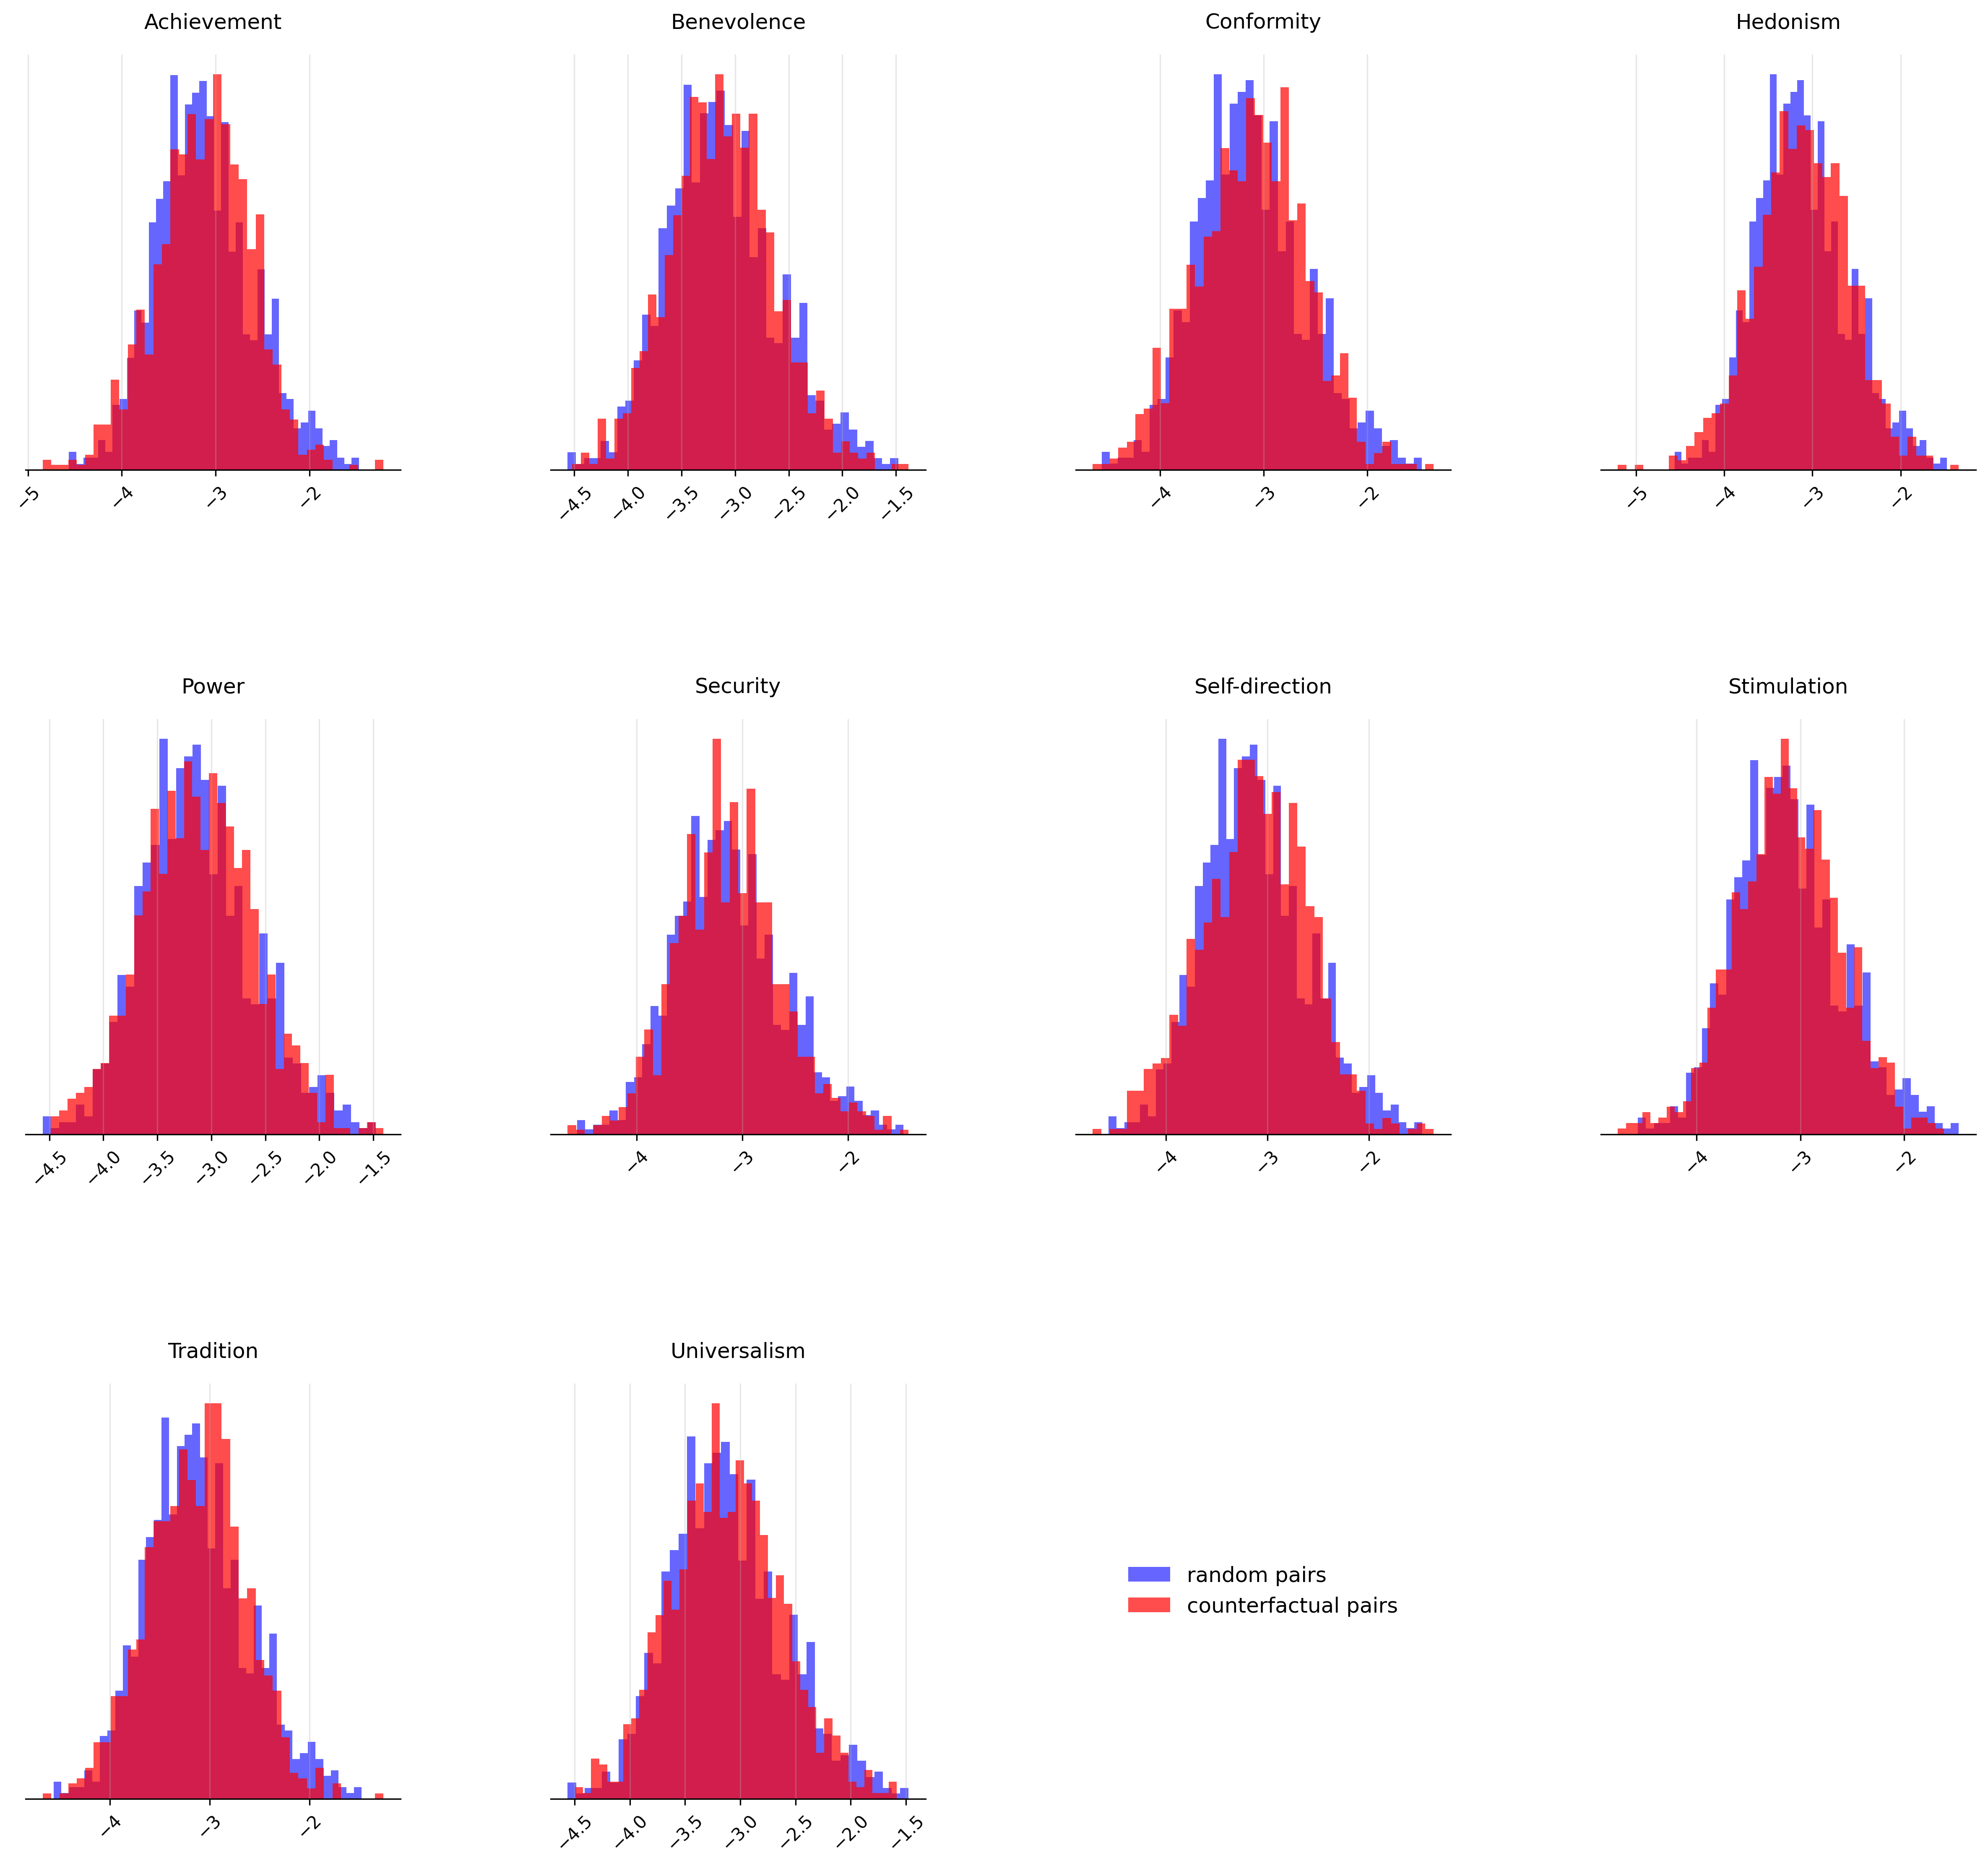 Achievement
Benevolence
Conformity
Hedonism
−5 −4 −3 −2
−4.5 −4.0 −3.5 −3.0 −2.5 −2.0 −1.5
−4 −3 −2
−5 −4 −3 −2
Power
Security
Self-direction
Stimulation
−4.5 −4.0 −3.5 −3.0 −2.5 −2.0 −1.5
−4 −3 −2
−4 −3 −2
−4 −3 −2
Tradition
Universalism
random pairs
counterfactual pairs
−4 −3 −2
−4.5 −4.0 −3.5 −3.0 −2.5 −2.0 −1.5